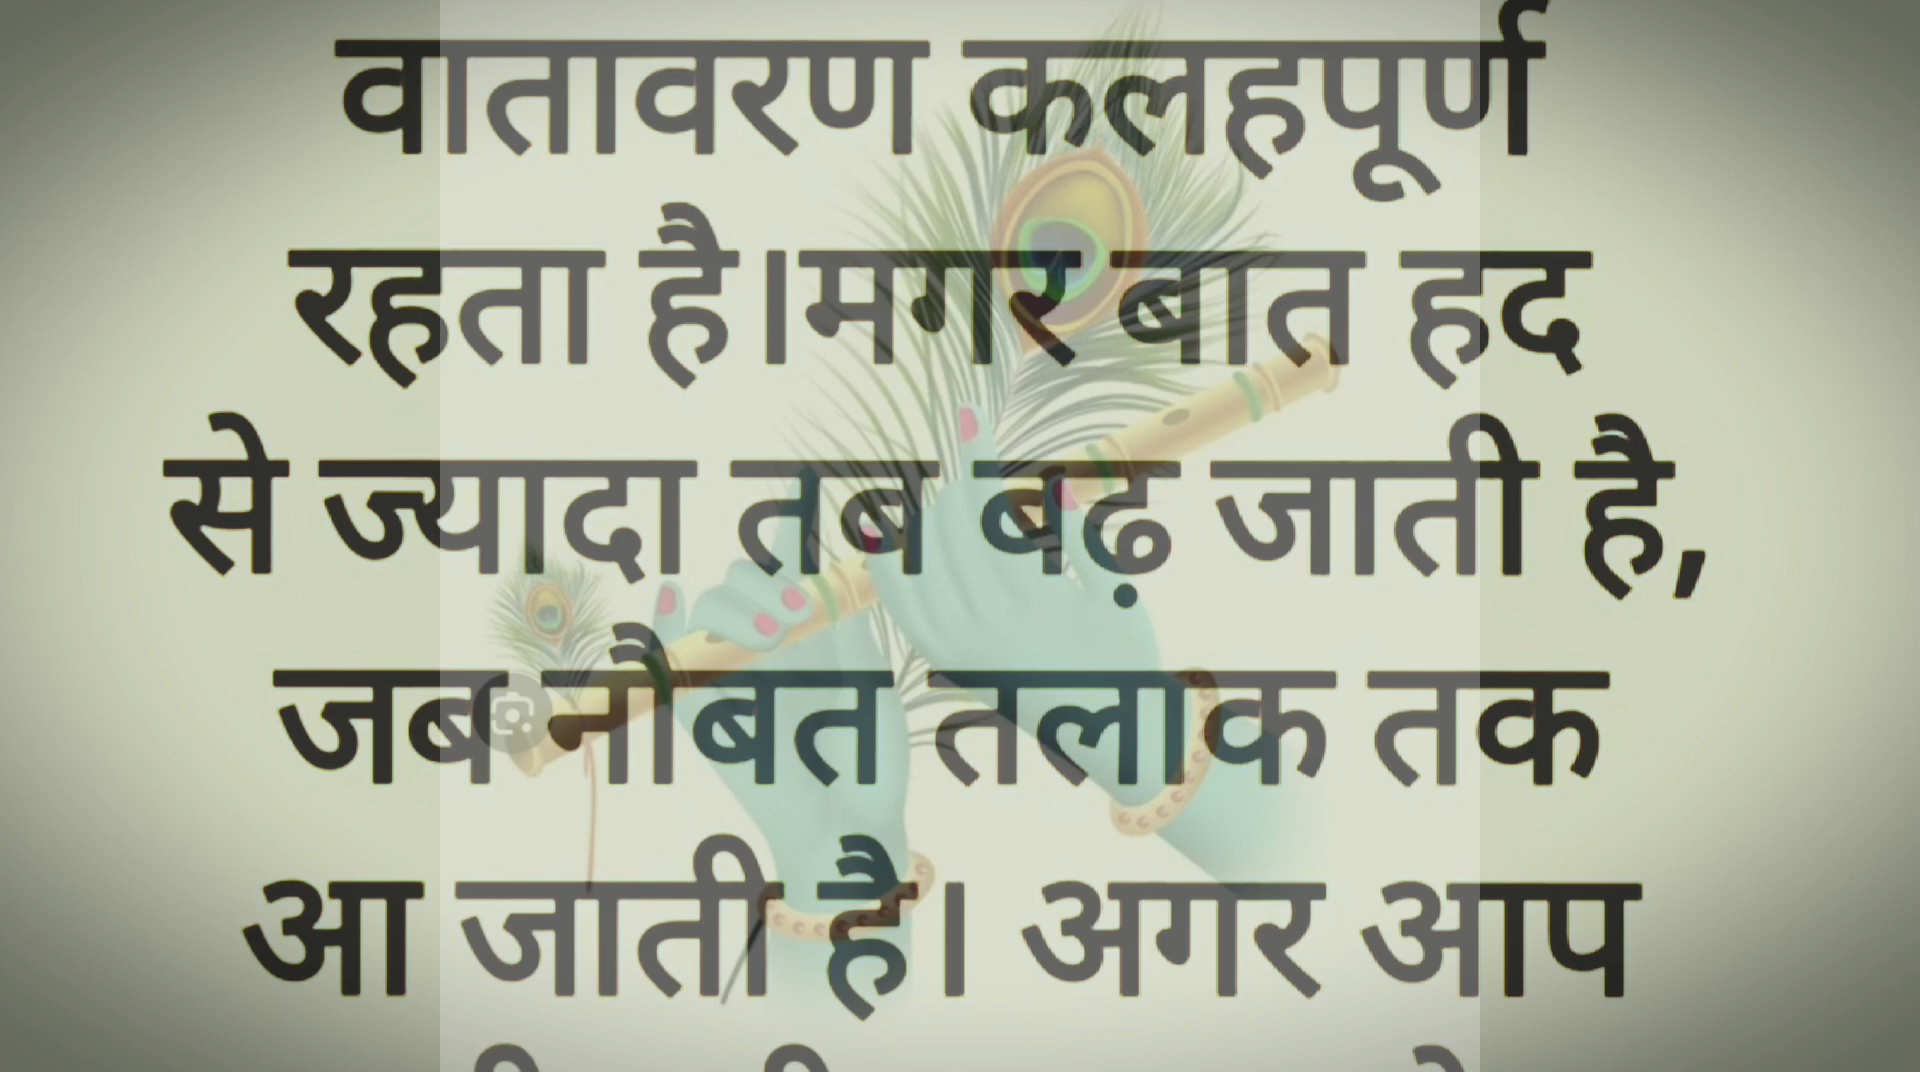 वातावरण कलहपूर्ण
रहता है।मगर बात हद
से ज्यादा तब बढ़ जाती है,
जब नौबत तलाक तक
आ जाती है। अगर आप